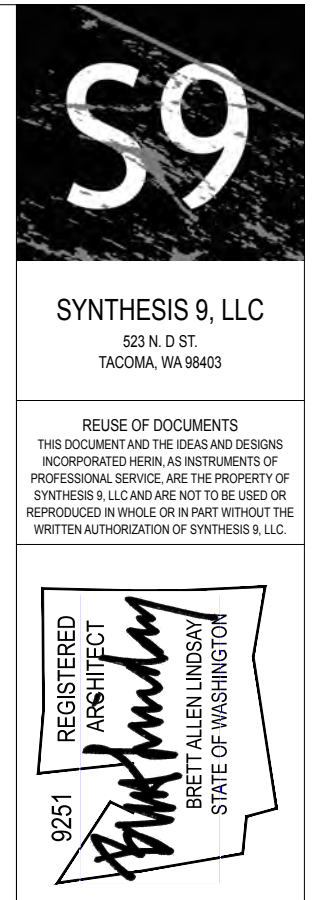 S9
SYNTHESIS 9, LLC
523 N. D ST.
TACOMA, WA 98403
REUSE OF DOCUMENTS
THIS DOCUMENT AND THE IDEAS AND DESIGNS
INCORPORATED HERIN, AS INSTRUMENTS OF
PROFESSIONAL SERVICE, ARE THE PROPERTY OF
SYNTHESIS 9, LLC AND ARE NOT TO BE USED OR
REPRODUCED IN WHOLE OR IN PART WITHOUT THE
WRITTEN AUTHORIZATION OF SYNTHESIS 9, LLC.
9251
REGISTERED
ARCHITECT
BRETT ALLEN LINDSAY
STATE OF WASHINGTON